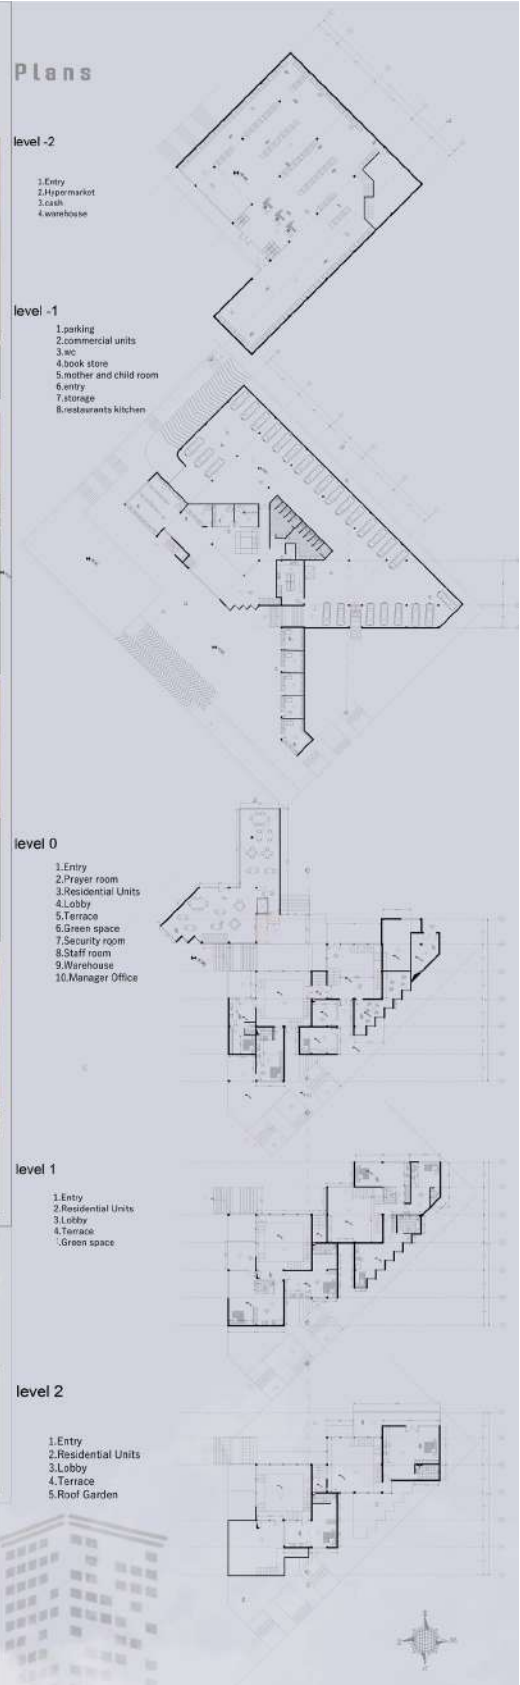 Plans
level -2
1.Entry
2.Hypermarket
3.cash
4.warehouse
level -1
1.parking
2.commercial units
3.wc
4.book store
5.mother and child room
6.entry
7.storage
8.restaurants kitchen
level 0
1.Entry
2.Prayer room
3.Residential Units
4.Lobby
5.Terrace
6.Green space
7.Security room
8.Staff room
9.Warehouse
10.Manager Office
level 1
1.Entry
2.Residential Units
3.Lobby
4.Terrace
Green space
level 2
1.Entry
2.Residential Units
3.Lobby
4.Terrace
5.Roof Garden